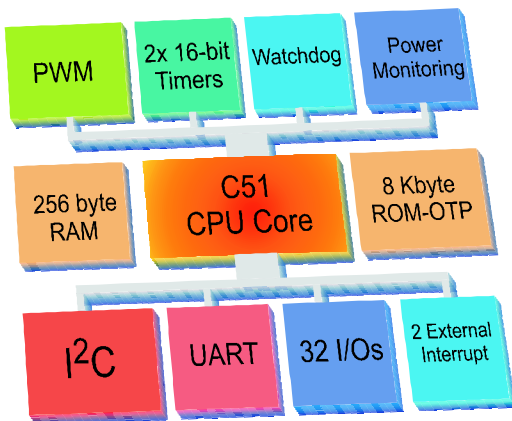 PWM
2x 16-bit
Timers
Watchdog
Power
Monitoring
256 byte
RAM
C51
CPU Core
8 Kbyte
ROM-OTP
I²C
UART
32 I/Os
2 External
Interrupt